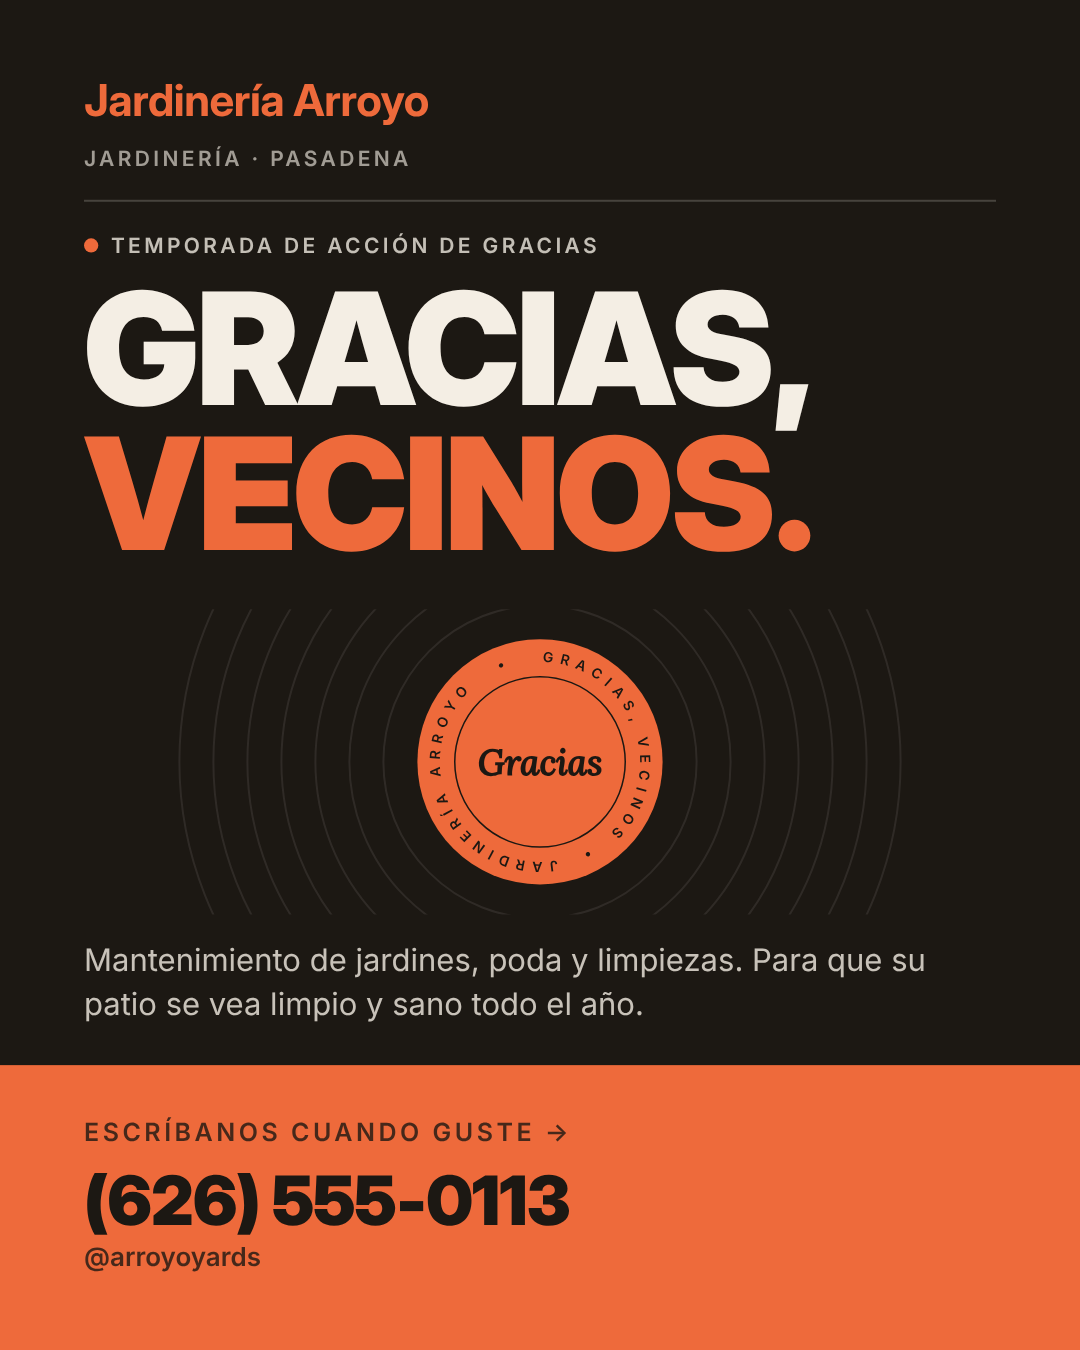 Jardinería Arroyo
JARDINERÍA · PASADENA
TEMPORADA DE ACCIÓN DE GRACIAS
GRACIAS,
VECINOS.
GRACIAS, VECINOS • JARDINERÍA ARROYO •
Gracias
Mantenimiento de jardines, poda y limpiezas. Para que su
patio se vea limpio y sano todo el año.
ESCRÍBANOS CUANDO GUSTE →
(626) 555-0113
@arroyoyards